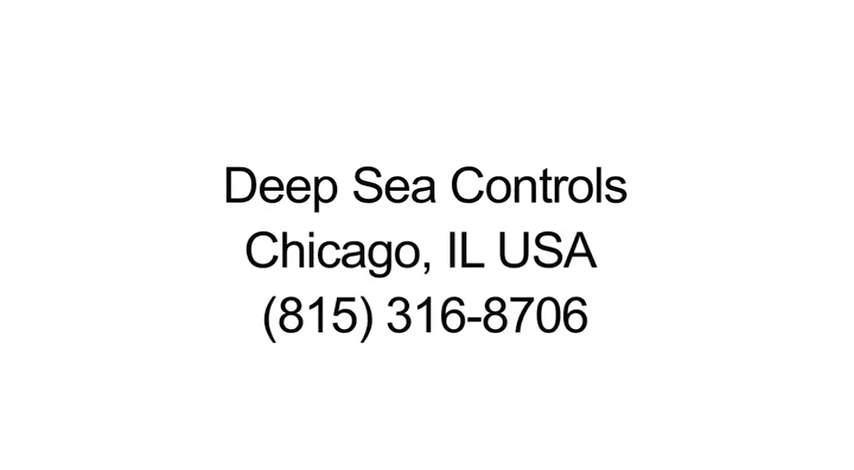 Deep Sea Controls
Chicago, IL USA
(815) 316-8706